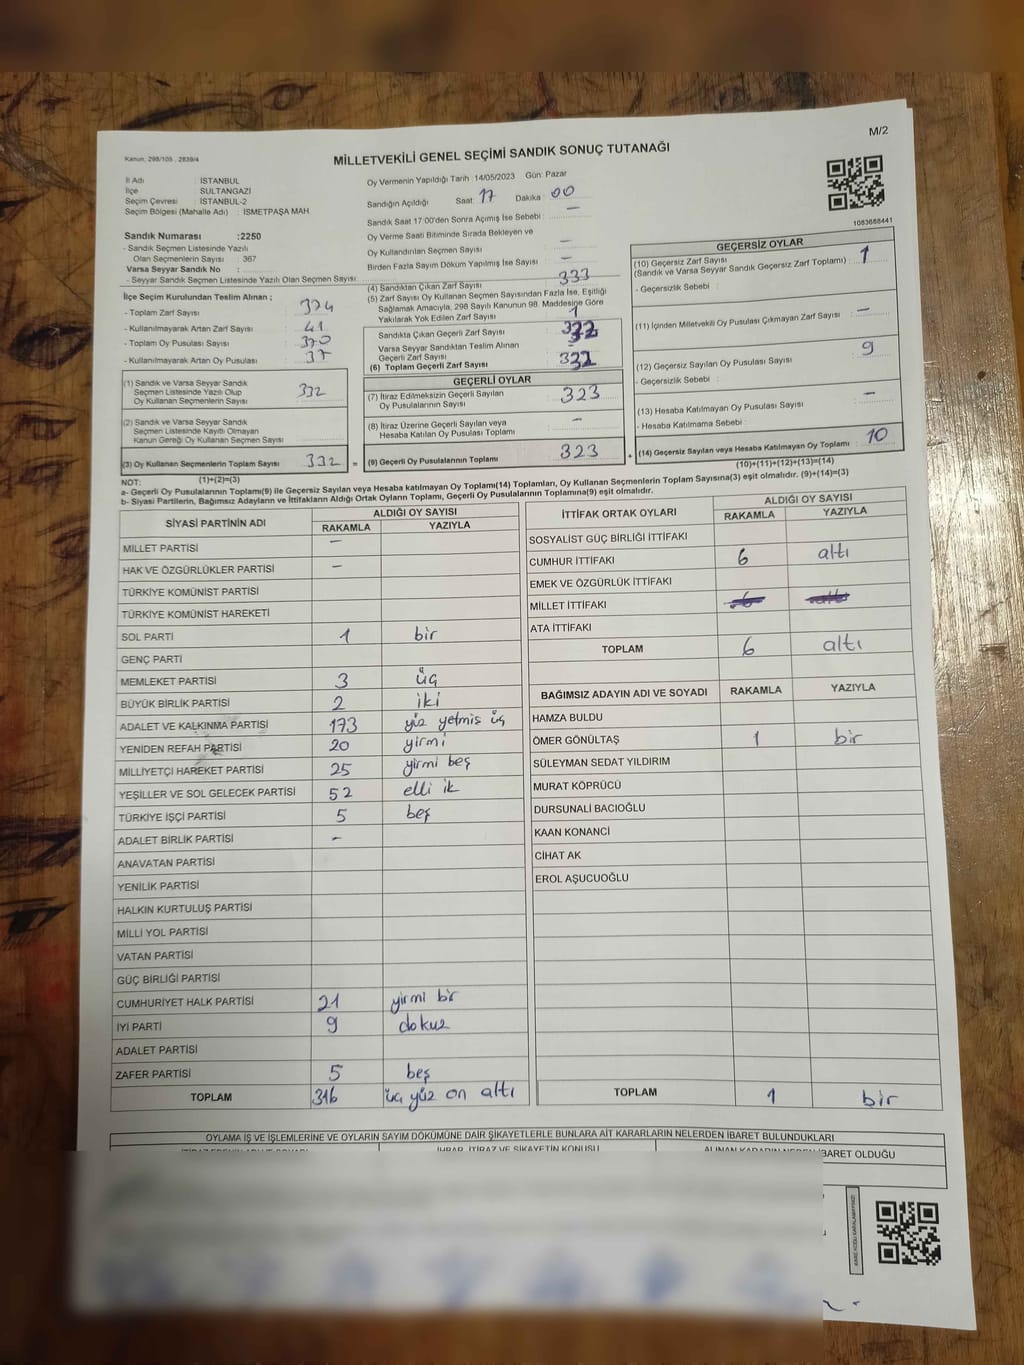 M/2
Kanun, 298/105 , 2839/4
MİLLETVEKİLİ GENEL SEÇİMİ SANDIK SONUÇ TUTANAĞI
İl Adı : İSTANBUL
İlçe : SULTANGAZİ
Seçim Çevresi : İSTANBUL-2
Seçim Bölgesi (Mahalle Adı) : İSMETPAŞA MAH
Sandık Numarası :2250
- Sandık Seçmen Listesinde Yazılı
Olan Seçmenlerin Sayısı : 367
Varsa Seyyar Sandık No :
- Seyyar Sandık Seçmen Listesinde Yazılı Olan Seçmen Sayısı :
İlçe Seçim Kurulundan Teslim Alınan ;
- Toplam Zarf Sayısı : 374
- Kullanılmayarak Artan Zarf Sayısı : 41
- Toplam Oy Pusulası Sayısı : 370
- Kullanılmayarak Artan Oy Pusulası : 37
(1) Sandık ve Varsa Seyyar Sandık
Seçmen Listesinde Yazılı Olup
Oy Kullanan Seçmenlerin Sayısı : 332
(2) Sandık ve Varsa Seyyar Sandık
Seçmen Listesinde Kayıtlı Olmayan
Kanun Gereği Oy Kullanan Seçmen Sayısı :
(3) Oy Kullanan Seçmenlerin Toplam Sayısı : 332
(1)+(2)=(3)
Oy Vermenin Yapıldığı Tarih :14/05/2023 Gün: Pazar
Sandığın Açıldığı Saat: 17 Dakika : 00
Sandık Saat 17:00'den Sonra Açımış İse Sebebi : —
Oy Verme Saati Bitiminde Sırada Bekleyen ve
Oy Kullandırılan Seçmen Sayısı : —
Birden Fazla Sayım Döküm Yapılmış İse Sayısı : —
(4) Sandıktan Çıkan Zarf Sayısı : 333
(5) Zarf Sayısı Oy Kullanan Seçmen Sayısından Fazla İse, Eşitliği
Sağlamak Amacıyla, 298 Sayılı Kanunun 98. Maddesine Göre
Yakılarak Yok Edilen Zarf Sayısı : 1
Sandıkta Çıkan Geçerli Zarf Sayısı : 332
Varsa Seyyar Sandıktan Teslim Alınan
Geçerli Zarf Sayısı : —
(6) Toplam Geçerli Zarf Sayısı : 332
GEÇERLİ OYLAR
(7) İtiraz Edilmeksizin Geçerli Sayılan
Oy Pusulalarının Sayısı : 323
(8) İtiraz Üzerine Geçerli Sayılan veya
Hesaba Katılan Oy Pusulası Toplamı : —
= (9) Geçerli Oy Pusulalarının Toplamı : 323 +
1083668441
GEÇERSİZ OYLAR
(10) Geçersiz Zarf Sayısı : 1
(Sandık ve Varsa Seyyar Sandık Geçersiz Zarf Toplamı)
- Geçersizlik Sebebi :
(11) İçinden Milletvekili Oy Pusulası Çıkmayan Zarf Sayısı : —
(12) Geçersiz Sayılan Oy Pusulası Sayısı : 9
- Geçersizlik Sebebi :
(13) Hesaba Katılmayan Oy Pusulası Sayısı : —
- Hesaba Katılmama Sebebi :
(14) Geçersiz Sayılan veya Hesaba Katılmayan Oy Toplamı : 10
(10)+(11)+(12)+(13)=(14)
NOT:
a- Geçerli Oy Pusulalarının Toplamı(9) ile Geçersiz Sayılan veya Hesaba katılmayan Oy Toplamı(14) Toplamları, Oy Kullanan Seçmenlerin Toplam Sayısına(3) eşit olmalıdır. (9)+(14)=(3)
b- Siyasi Partilerin, Bağımsız Adayların ve İttifakların Aldığı Ortak Oyların Toplamı, Geçerli Oy Pusulalarının Toplamına(9) eşit olmalıdır.
SİYASİ PARTİNİN ADI ALDIĞI OY SAYISI
RAKAMLA YAZIYLA
MİLLET PARTİSİ —
HAK VE ÖZGÜRLÜKLER PARTİSİ —
TÜRKİYE KOMÜNİST PARTİSİ
TÜRKİYE KOMÜNİST HAREKETİ
SOL PARTİ 1 bir
GENÇ PARTİ
MEMLEKET PARTİSİ 3 üç
BÜYÜK BİRLİK PARTİSİ 2 iki
ADALET VE KALKINMA PARTİSİ 173 yüz yetmiş üç
YENİDEN REFAH PARTİSİ 20 yirmi
MİLLİYETÇİ HAREKET PARTİSİ 25 yirmi beş
YEŞİLLER VE SOL GELECEK PARTİSİ 52 elli ik
TÜRKİYE İŞÇİ PARTİSİ 5 beş
ADALET BİRLİK PARTİSİ —
ANAVATAN PARTİSİ
YENİLİK PARTİSİ
HALKIN KURTULUŞ PARTİSİ
MİLLİ YOL PARTİSİ
VATAN PARTİSİ
GÜÇ BİRLİĞİ PARTİSİ
CUMHURİYET HALK PARTİSİ 21 yirmi bir
İYİ PARTİ 9 dokuz
ADALET PARTİSİ
ZAFER PARTİSİ 5 beş
TOPLAM 316 üç yüz on altı
İTTİFAK ORTAK OYLARI ALDIĞI OY SAYISI
RAKAMLA YAZIYLA
SOSYALİST GÜÇ BİRLİĞİ İTTİFAKI
CUMHUR İTTİFAKI 6 altı
EMEK VE ÖZGÜRLÜK İTTİFAKI
MİLLET İTTİFAKI 6 altı
ATA İTTİFAKI
TOPLAM 6 altı
BAĞIMSIZ ADAYIN ADI VE SOYADI RAKAMLA YAZIYLA
HAMZA BULDU
ÖMER GÖNÜLTAŞ 1 bir
SÜLEYMAN SEDAT YILDIRIM
MURAT KÖPRÜCÜ
DURSUNALİ BACIOĞLU
KAAN KONANCİ
CİHAT AK
EROL AŞUCUOĞLU
TOPLAM 1 bir
OYLAMA İŞ VE İŞLEMLERİNE VE OYLARIN SAYIM DÖKÜMÜNE DAİR ŞİKAYETLERLE BUNLARA AİT KARARLARIN NELERDEN İBARET BULUNDUKLARI
İHBAR, İTİRAZ VE ŞİKAYETİN KONUSU ALINAN KARARIN NEDEN İBARET OLDUĞU